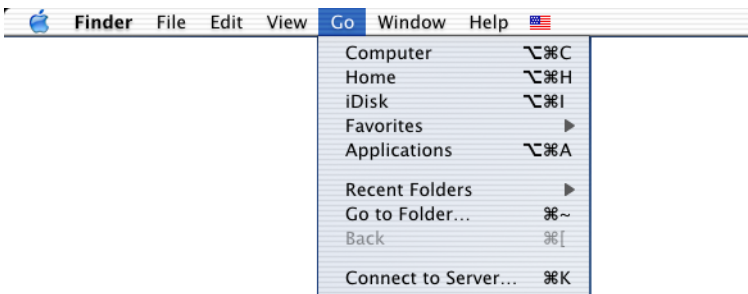 Finder File Edit View Go Window Help
Computer ⌥⌘C
Home ⌥⌘H
iDisk ⌥⌘I
Favorites
Applications ⌥⌘A
Recent Folders
Go to Folder... ⌘~
Back ⌘[
Connect to Server... ⌘K